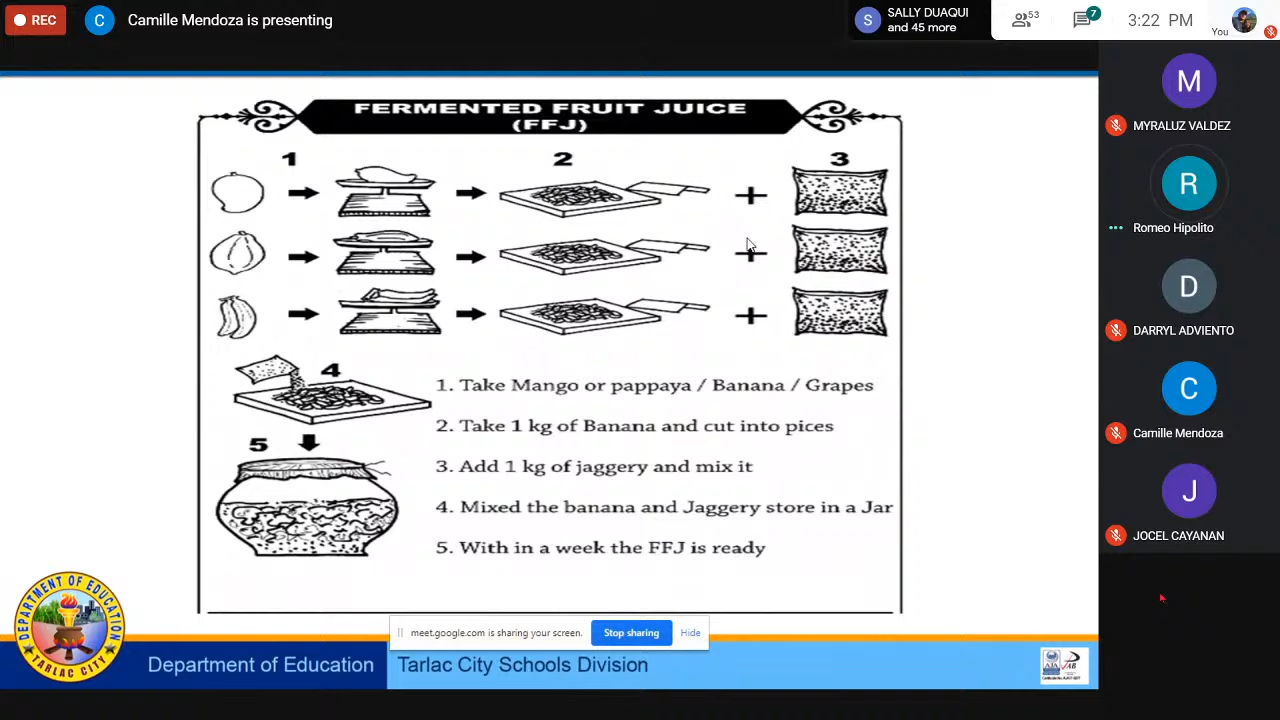 REC
C
Camille Mendoza is presenting
S
SALLY DUAQUI
and 45 more
53
7
3:22 PM
You
FERMENTED FRUIT JUICE
(FFJ)
1
2
3
4
5
1. Take Mango or pappaya / Banana / Grapes
2. Take 1 kg of Banana and cut into pices
3. Add 1 kg of jaggery and mix it
4. Mixed the banana and Jaggery store in a Jar
5. With in a week the FFJ is ready
M
MYRALUZ VALDEZ
R
Romeo Hipolito
D
DARRYL ADVIENTO
C
Camille Mendoza
J
JOCEL CAYANAN
meet.google.com is sharing your screen.
Stop sharing
Hide
DEPARTMENT OF EDUCATION
TARLAC CITY
Department of Education
Tarlac City Schools Division